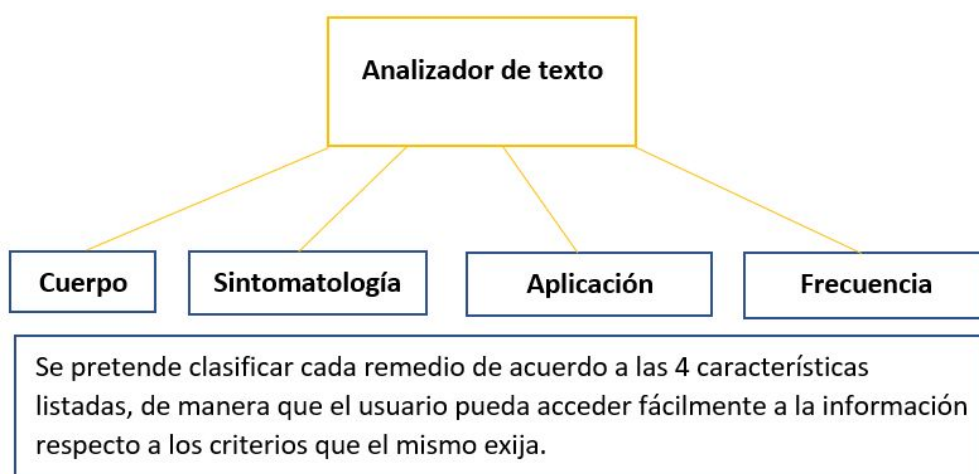 Analizador de texto
Cuerpo
Sintomatología
Aplicación
Frecuencia
Se pretende clasificar cada remedio de acuerdo a las 4 características
listadas, de manera que el usuario pueda acceder fácilmente a la información
respecto a los criterios que el mismo exija.